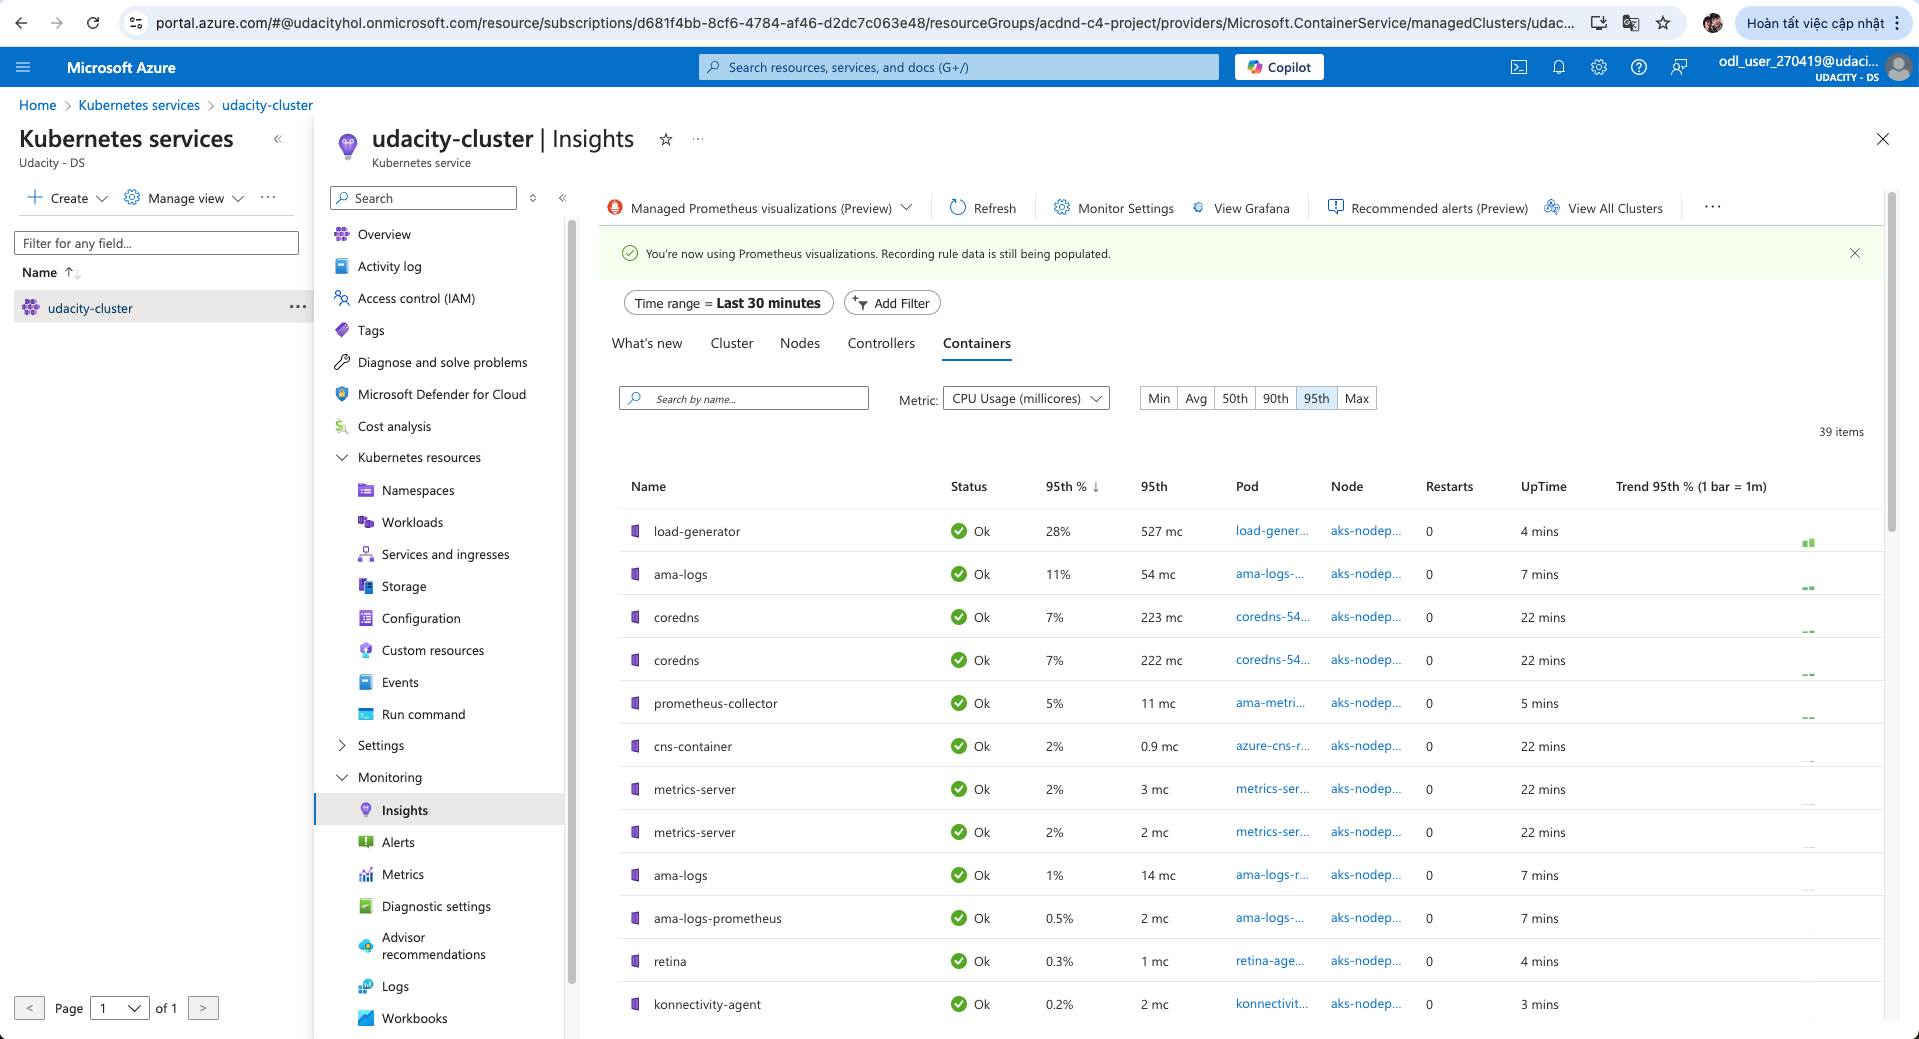 portal.azure.com/#@udacityhol.onmicrosoft.com/resource/subscriptions/d681f4bb-8cf6-4784-af46-d2dc7c063e48/resourceGroups/acdnd-c4-project/providers/Microsoft.ContainerService/managedClusters/udac...
Hoàn tất việc cập nhật
Microsoft Azure
Search resources, services, and docs (G+/)
Copilot
odl_user_270419@udaci...
UDACITY - DS
Home > Kubernetes services > udacity-cluster
Kubernetes services
Udacity - DS
Create
Manage view
Filter for any field...
Name
udacity-cluster
< Page 1 of 1 >
udacity-cluster | Insights
Kubernetes service
Search
Overview
Activity log
Access control (IAM)
Tags
Diagnose and solve problems
Microsoft Defender for Cloud
Cost analysis
Kubernetes resources
Namespaces
Workloads
Services and ingresses
Storage
Configuration
Custom resources
Events
Run command
Settings
Monitoring
Insights
Alerts
Metrics
Diagnostic settings
Advisor
recommendations
Logs
Workbooks
Managed Prometheus visualizations (Preview)
Refresh
Monitor Settings
View Grafana
Recommended alerts (Preview)
View All Clusters
You're now using Prometheus visualizations. Recording rule data is still being populated.
Time range = Last 30 minutes
Add Filter
What's new Cluster Nodes Controllers Containers
Search by name...
Metric: CPU Usage (millicores)
Min Avg 50th 90th 95th Max
39 items
Name Status 95th % ↓ 95th Pod Node Restarts UpTime Trend 95th % (1 bar = 1m)
load-generator Ok 28% 527 mc load-gener... aks-nodep... 0 4 mins
ama-logs Ok 11% 54 mc ama-logs-... aks-nodep... 0 7 mins
coredns Ok 7% 223 mc coredns-54... aks-nodep... 0 22 mins
coredns Ok 7% 222 mc coredns-54... aks-nodep... 0 22 mins
prometheus-collector Ok 5% 11 mc ama-metri... aks-nodep... 0 5 mins
cns-container Ok 2% 0.9 mc azure-cns-r... aks-nodep... 0 22 mins
metrics-server Ok 2% 3 mc metrics-ser... aks-nodep... 0 22 mins
metrics-server Ok 2% 2 mc metrics-ser... aks-nodep... 0 22 mins
ama-logs Ok 1% 14 mc ama-logs-r... aks-nodep... 0 7 mins
ama-logs-prometheus Ok 0.5% 2 mc ama-logs-... aks-nodep... 0 7 mins
retina Ok 0.3% 1 mc retina-age... aks-nodep... 0 4 mins
konnectivity-agent Ok 0.2% 2 mc konnectivit... aks-nodep... 0 3 mins